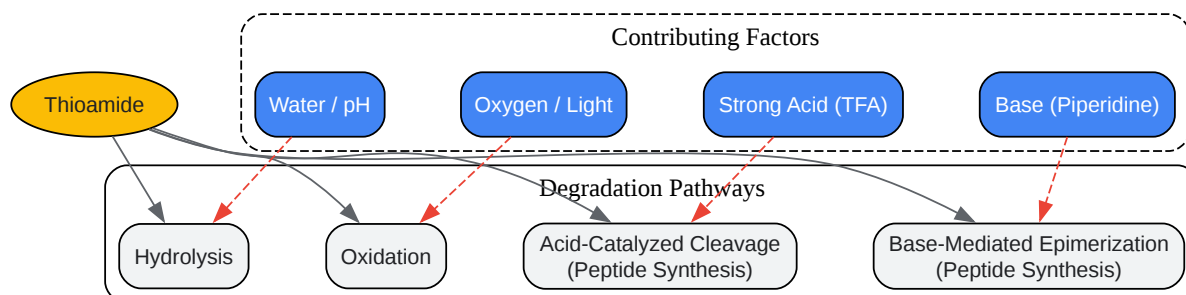 Contributing Factors
Thioamide
Water / pH
Oxygen / Light
Strong Acid (TFA)
Base (Piperidine)
Degradation Pathways
Hydrolysis
Oxidation
Acid-Catalyzed Cleavage
(Peptide Synthesis)
Base-Mediated Epimerization
(Peptide Synthesis)